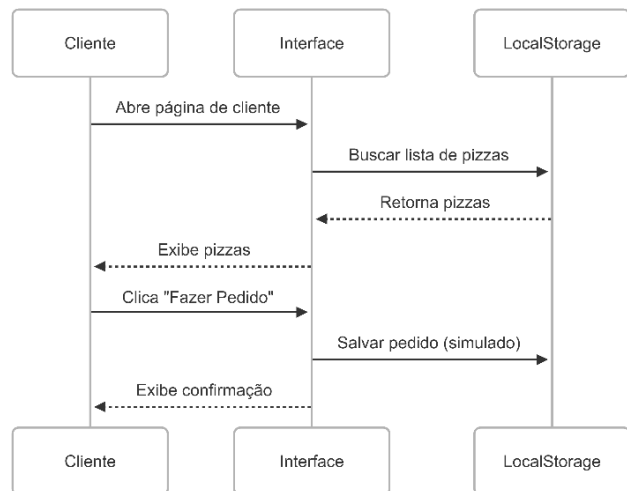 Cliente
Interface
LocalStorage
Abre página de cliente
Buscar lista de pizzas
Retorna pizzas
Exibe pizzas
Clica "Fazer Pedido"
Salvar pedido (simulado)
Exibe confirmação
Cliente
Interface
LocalStorage